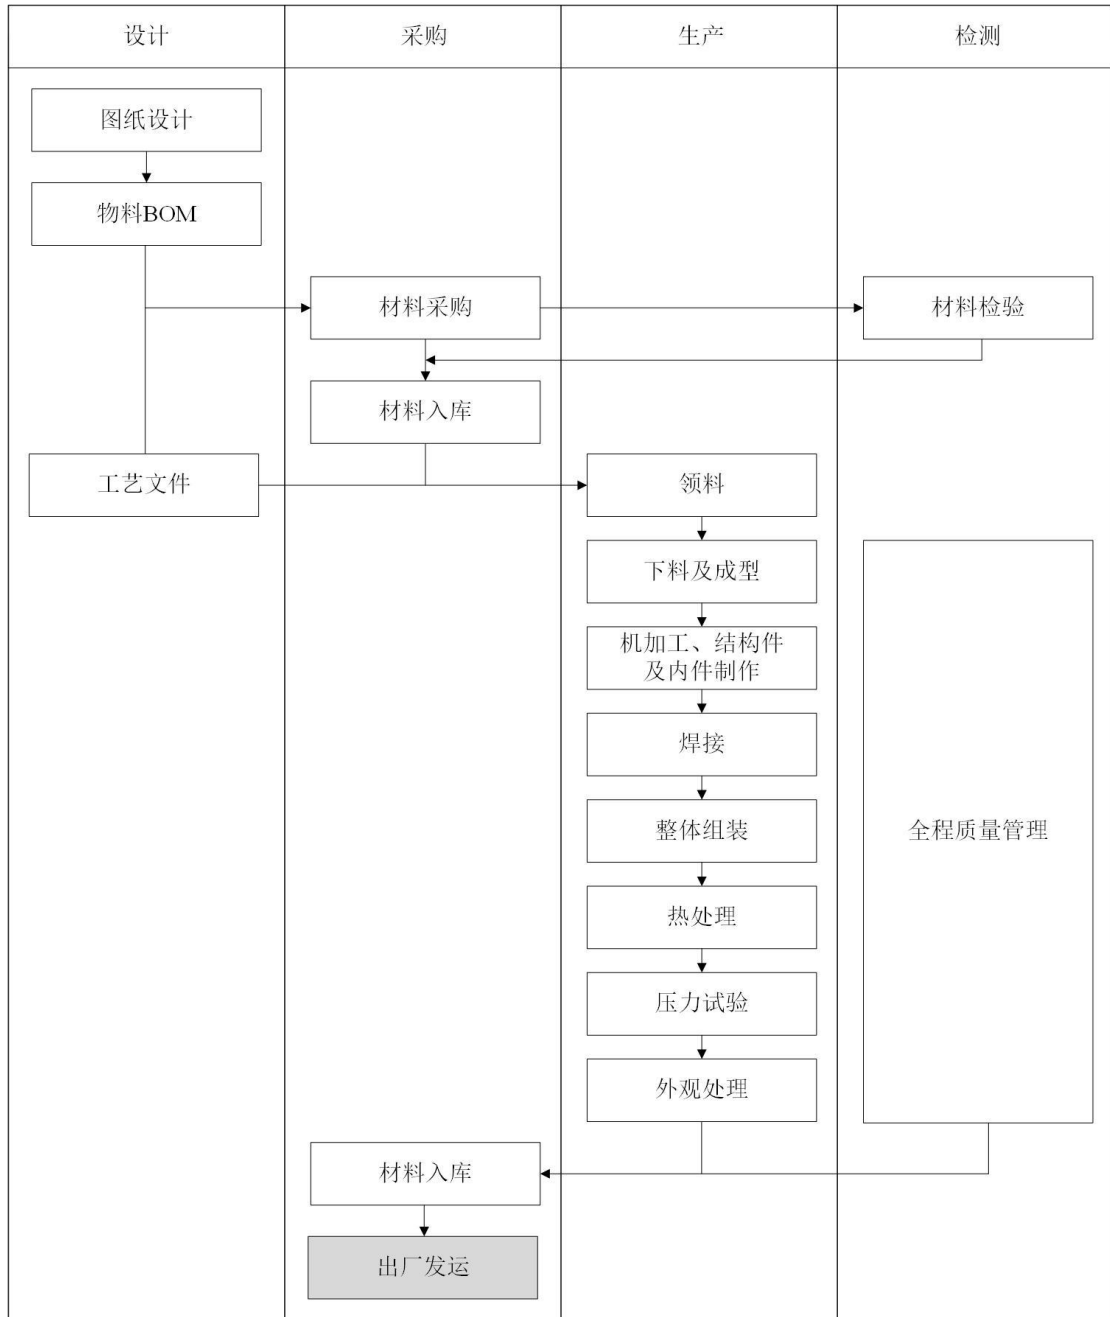 设计
采购
生产
检测
图纸设计
物料BOM
材料采购
材料检验
材料入库
工艺文件
领料
下料及成型
机加工、结构件
及内件制作
焊接
整体组装
全程质量管理
热处理
压力试验
外观处理
材料入库
出厂发运